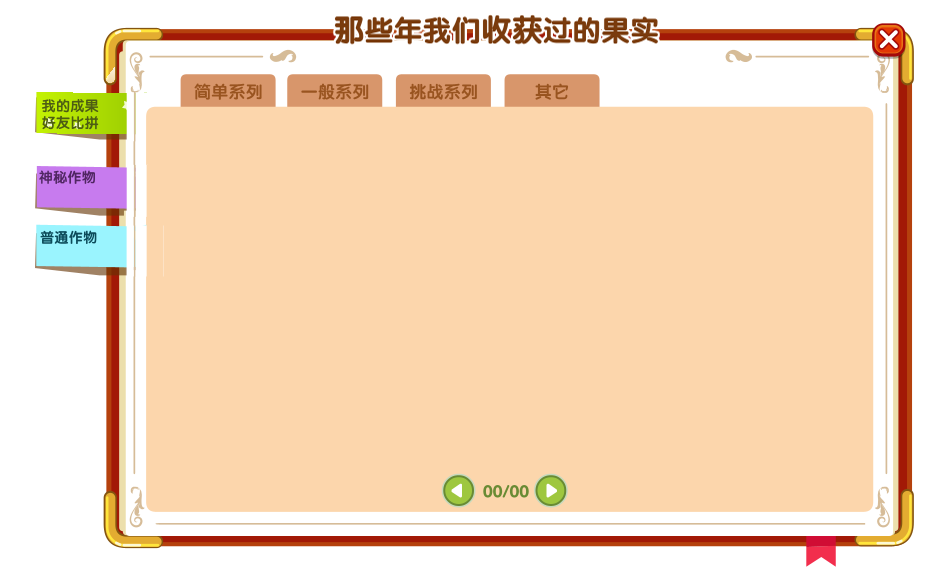 那些年我们收获过的果实
简单系列 一般系列 挑战系列 其它
我的成果
好友比拼
神秘作物
普通作物
00/00